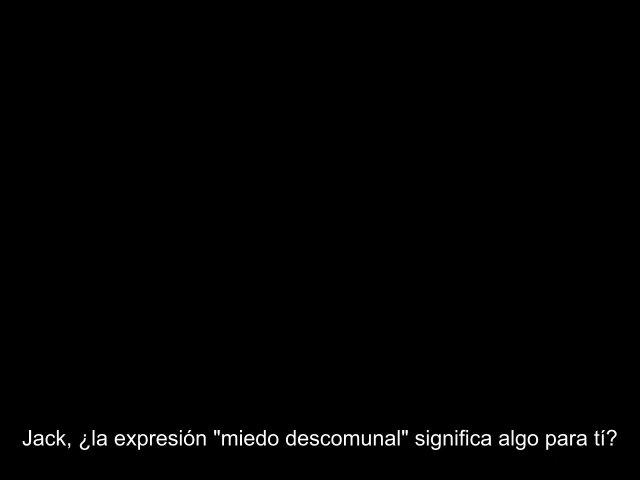 Jack, ¿la expresión "miedo descomunal" significa algo para tí?